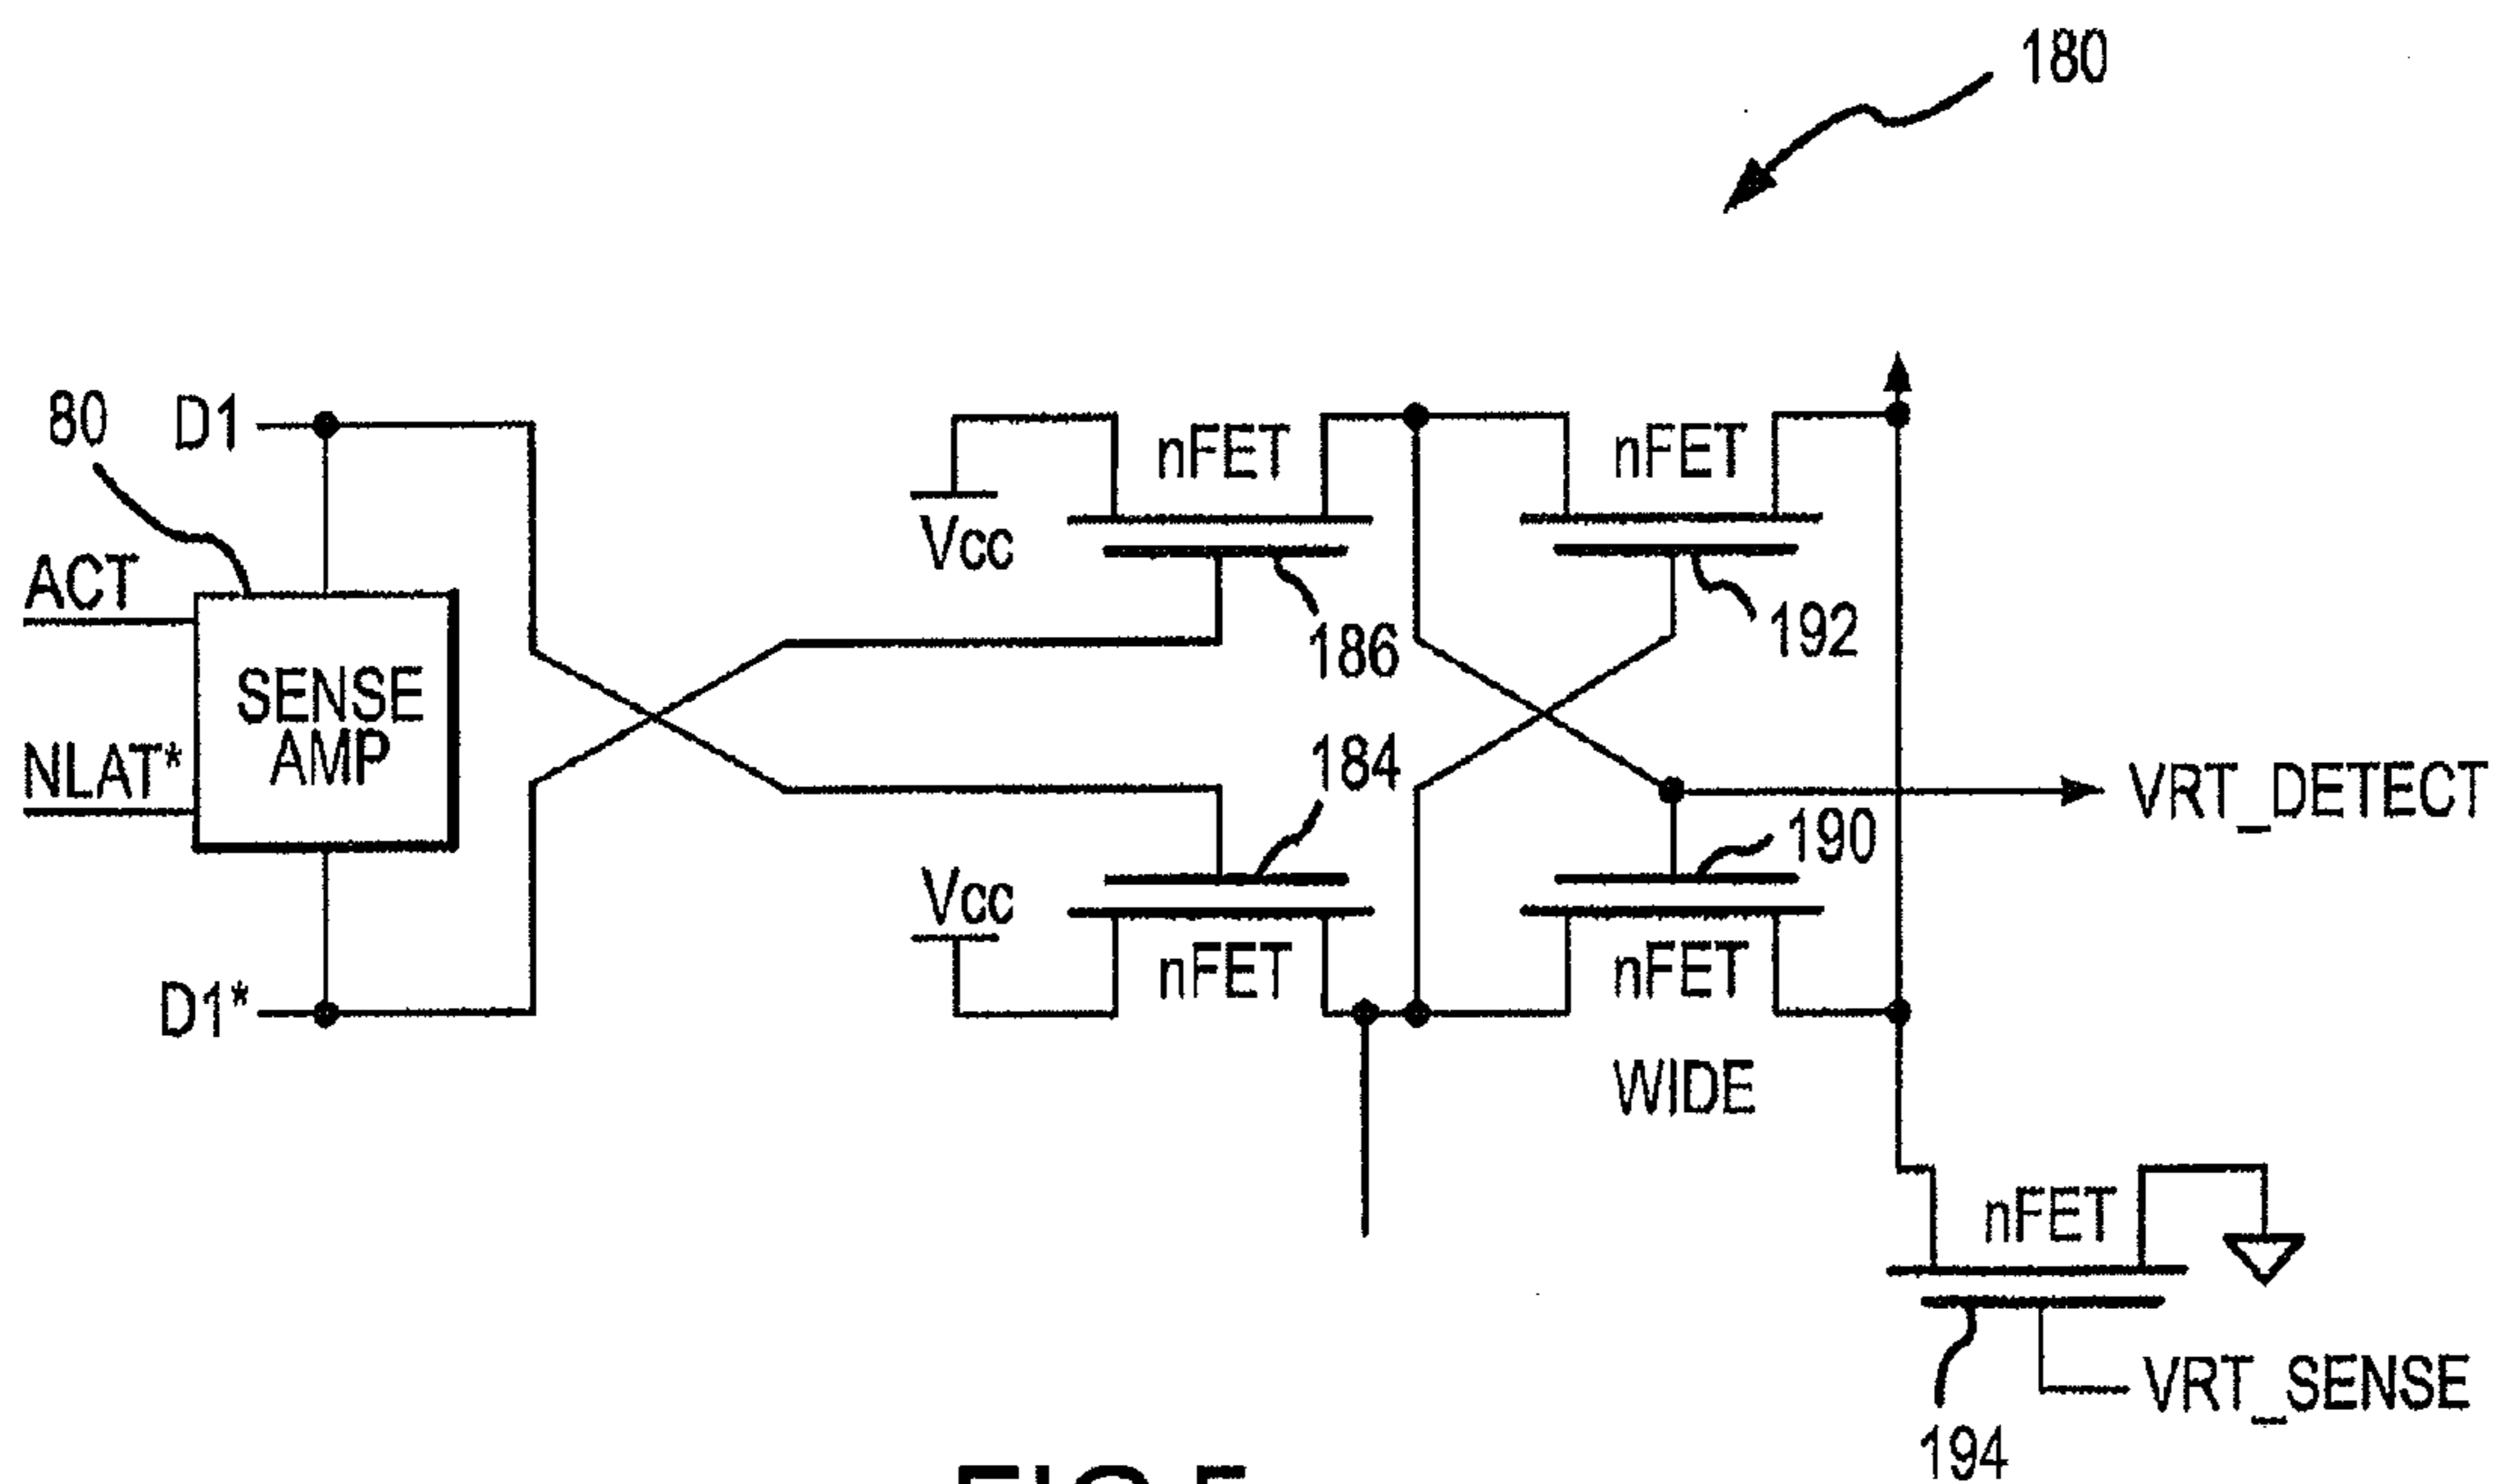 180
80
D1
nFET
nFET
Vcc
ACT
186
192
SENSE
AMP
NLAT*
184
VRT_DETECT
190
Vcc
nFET
nFET
D1*
WIDE
nFET
VRT_SENSE
194